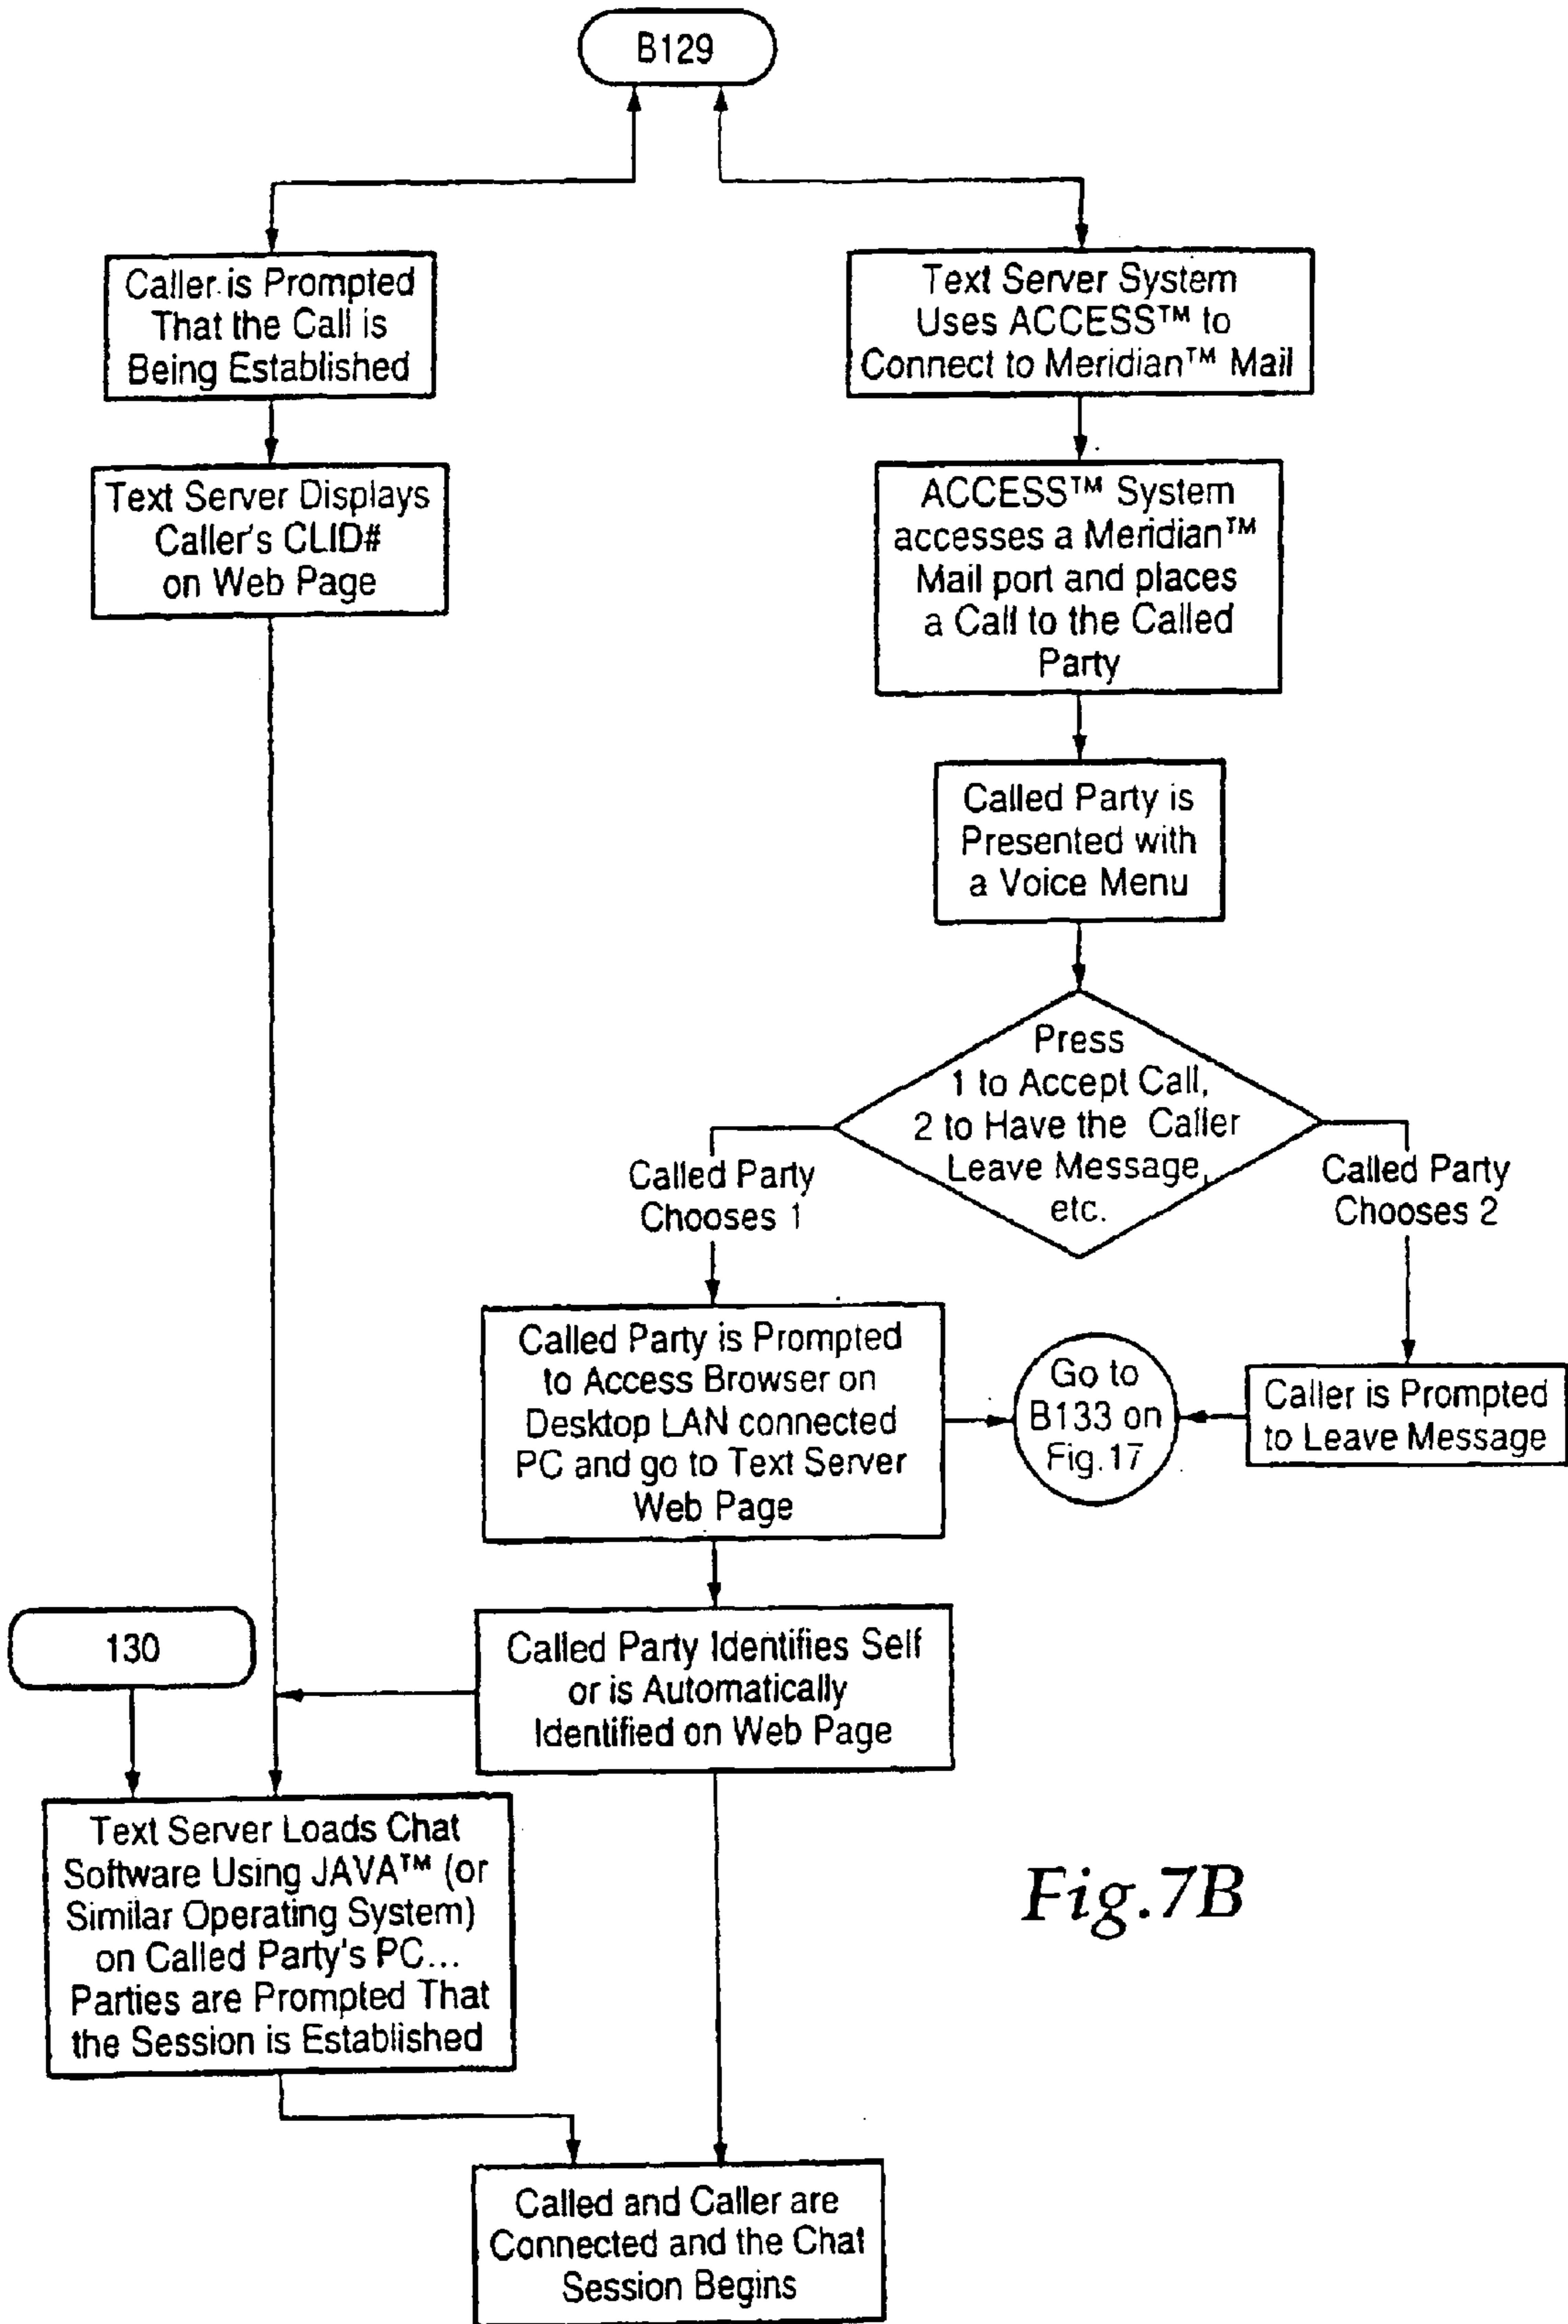 B129
Caller is Prompted
That the Call is
Being Established
Text Server System
Uses ACCESS™ to
Connect to Meridian™ Mail
Text Server Displays
Caller's CLID#
on Web Page
ACCESS™ System
accesses a Meridian™
Mail port and places
a Call to the Called
Party
Called Party is
Presented with
a Voice Menu
Press
1 to Accept Call,
2 to Have the Caller
Leave Message,
etc.
Called Party
Chooses 1
Called Party
Chooses 2
Called Party is Prompted
to Access Browser on
Desktop LAN connected
PC and go to Text Server
Web Page
Go to
B133 on
Fig.17
Caller is Prompted
to Leave Message
130
Called Party Identifies Self
or is Automatically
Identified on Web Page
Text Server Loads Chat
Software Using JAVA™ (or
Similar Operating System)
on Called Party's PC...
Parties are Prompted That
the Session is Established
Fig.7B
Called and Caller are
Connected and the Chat
Session Begins